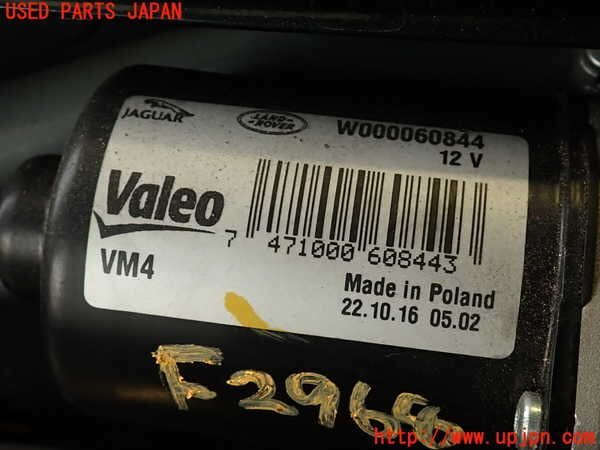 USED PARTS JAPAN
JAGUAR
LAND ROVER
W000060844
12 V
Valeo
7 471000 608443
VM4
Made in Poland
22.10.16 05.02
F2968
http://www.upjpn.com/